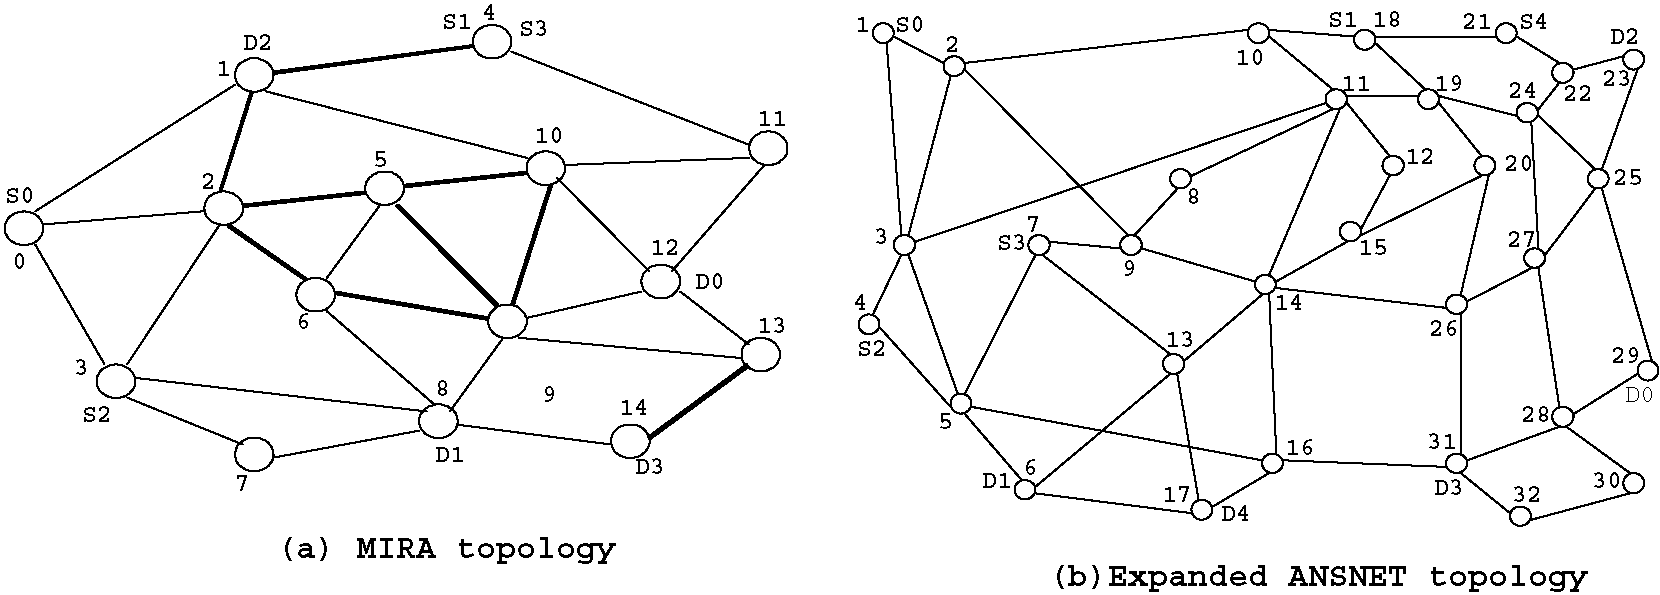 S1 4 S3
D2
1
11
10
5
2
S0
0
12
D0
6
13
3
S2
8
9
14
D1
D3
7
(a) MIRA topology
1 S0
2
10
S1 18
21 S4
D2
23
22
24
19
11
12
20
25
8
3
7
S3
9
15
27
14
26
4
S2
13
29
D0
5
28
31
D3
16
6
D1
17
D4
30
32
(b)Expanded ANSNET topology